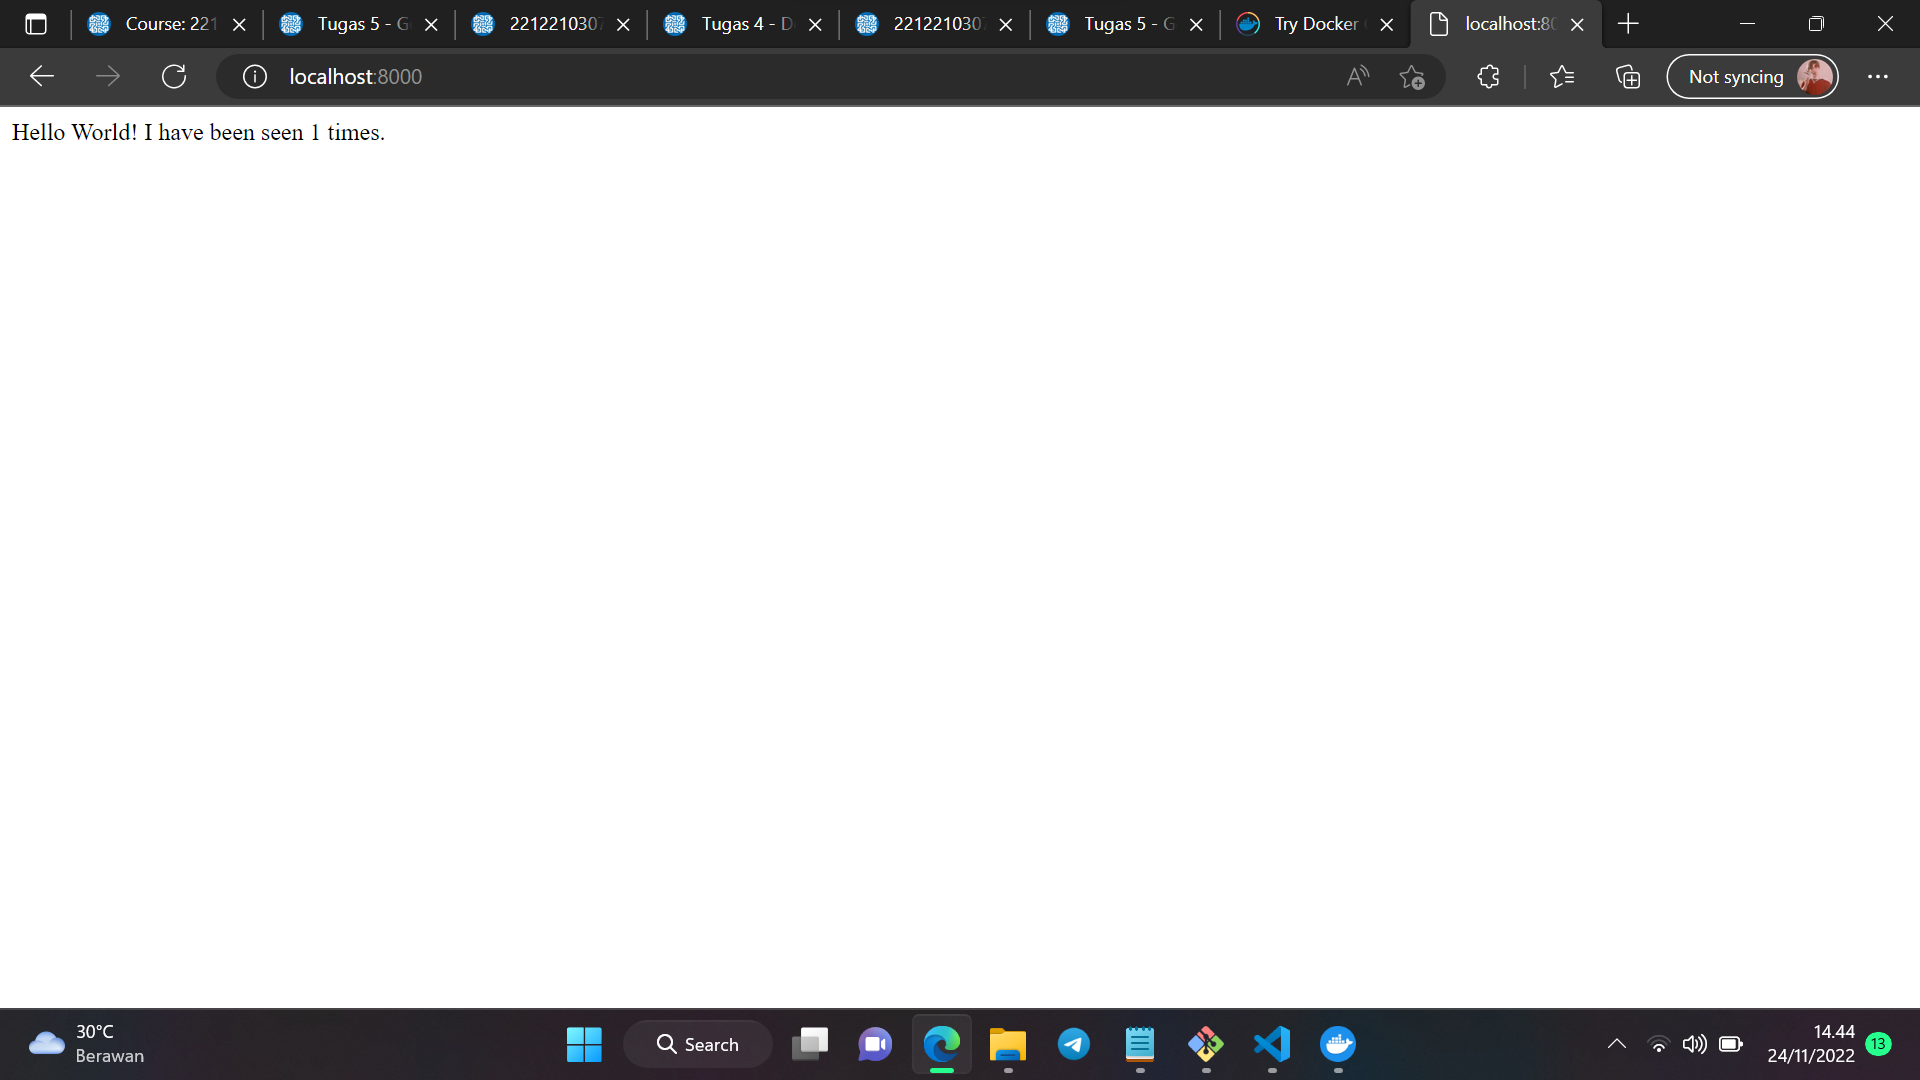 Course: 221
Tugas 5 - G
2212210307
Tugas 4 - D
221221030
Tugas 5 - G
Try Docker
localhost:80
localhost:8000
Not syncing
Hello World! I have been seen 1 times.
30°C
Berawan
Search
14.44
24/11/2022
13